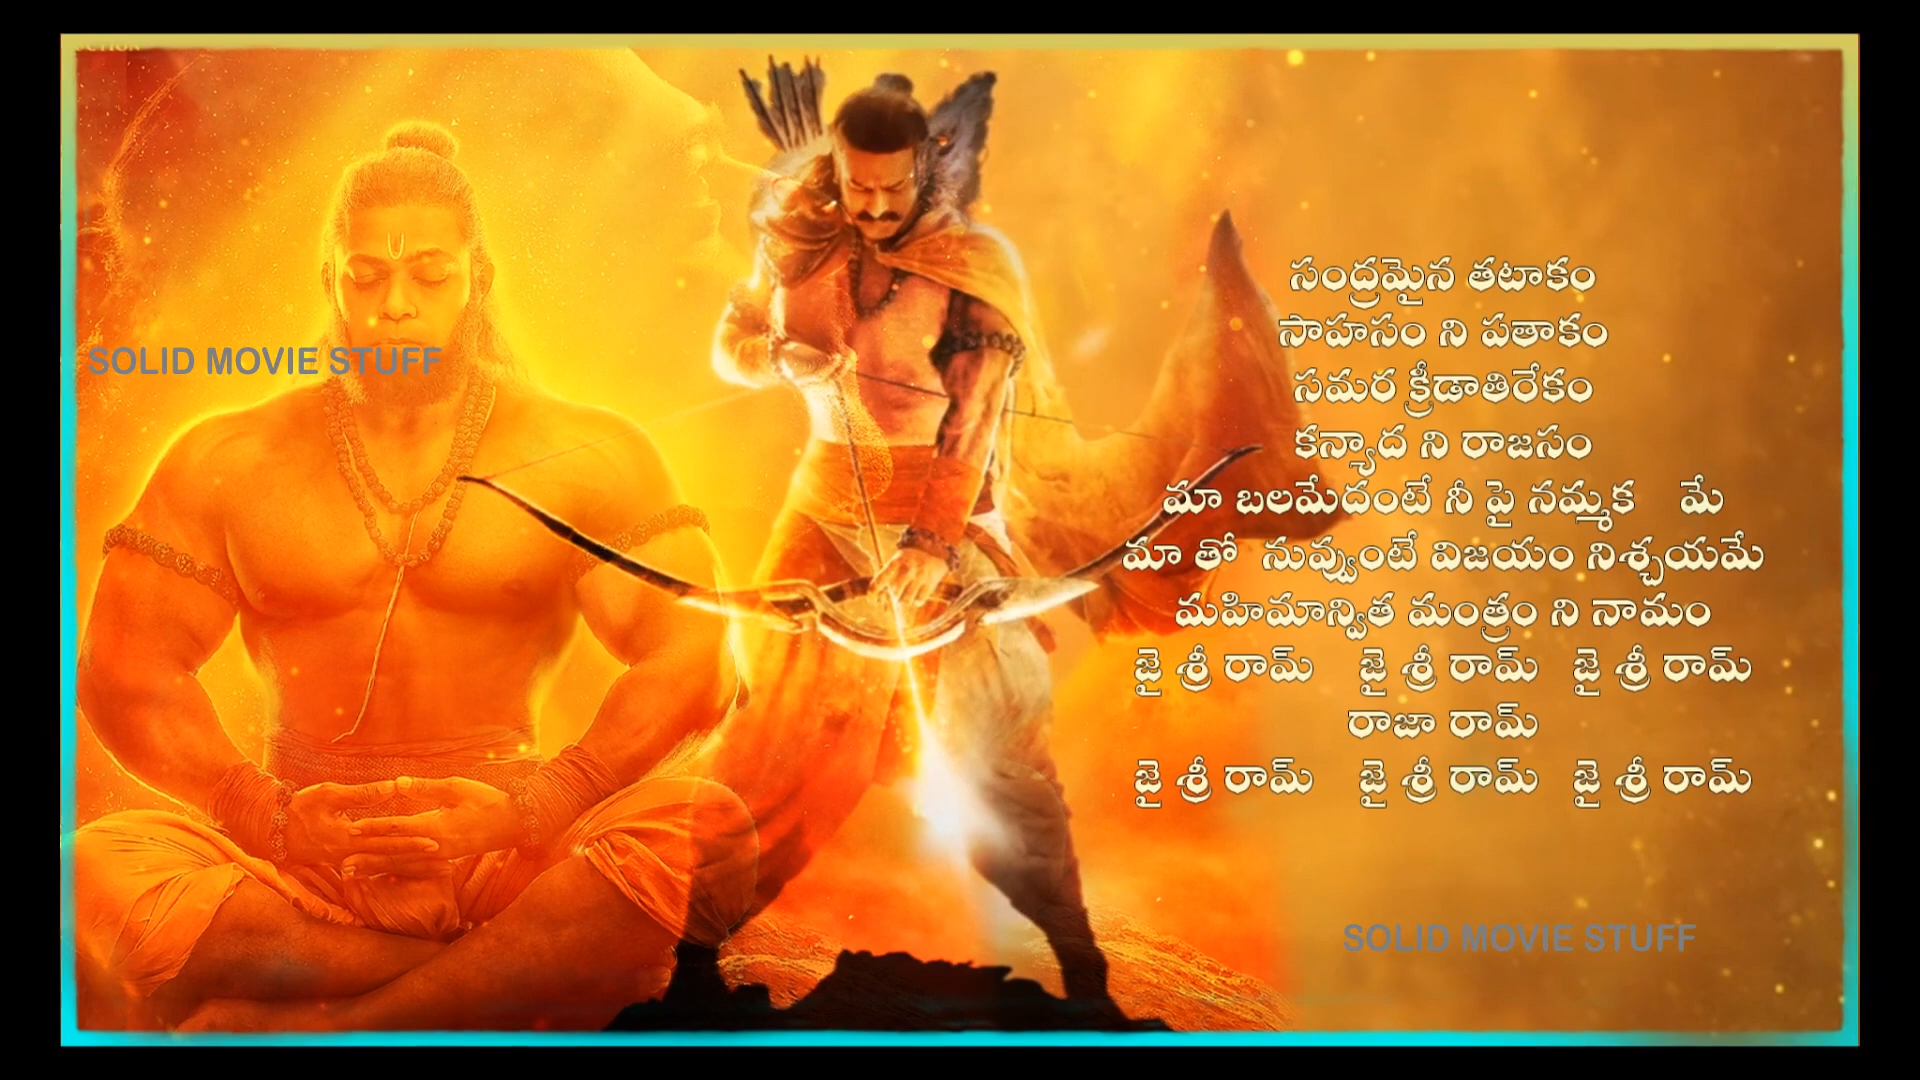 SOLID MOVIE STUFF
సంద్రమైన తటాకం
సాహసం ని పతాకం
సమర క్రీడాతిరేకం
కన్యాద ని రాజసం
మా బలమేదంటే నీ పై నమ్మక మే
మా తో నువ్వుంటే విజయం నిశ్చయమే
మహిమాన్విత మంత్రం ని నామం
జై శ్రీ రామ్ జై శ్రీ రామ్ జై శ్రీ రామ్
రాజా రామ్
జై శ్రీ రామ్ జై శ్రీ రామ్ జై శ్రీ రామ్
SOLID MOVIE STUFF